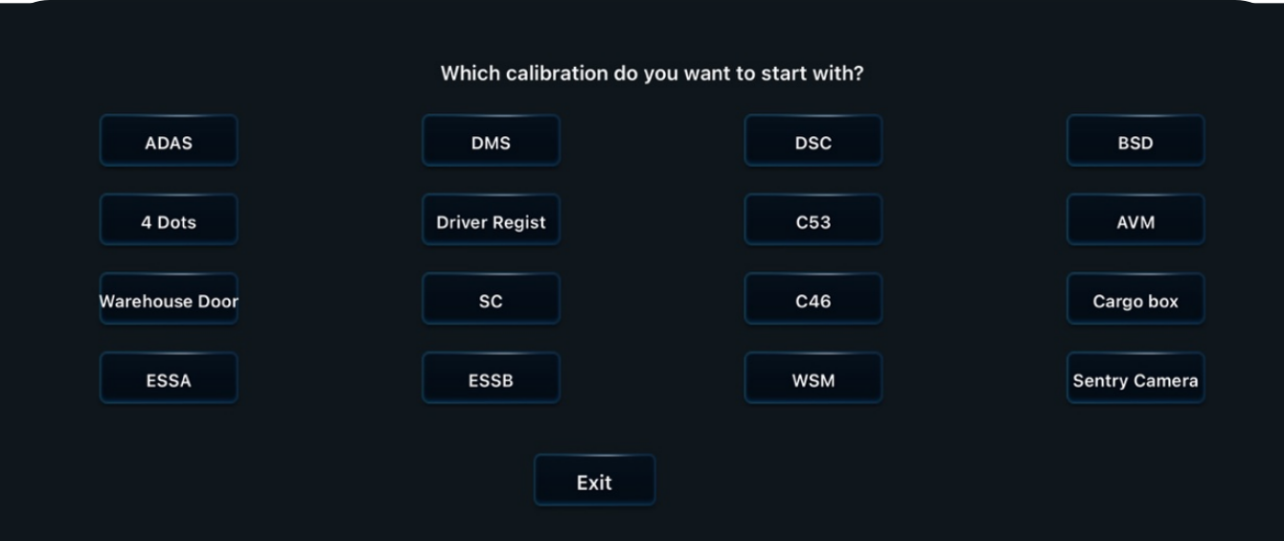 Which calibration do you want to start with?
ADAS DMS DSC BSD
4 Dots Driver Regist C53 AVM
Warehouse Door SC C46 Cargo box
ESSA ESSB WSM Sentry Camera
Exit